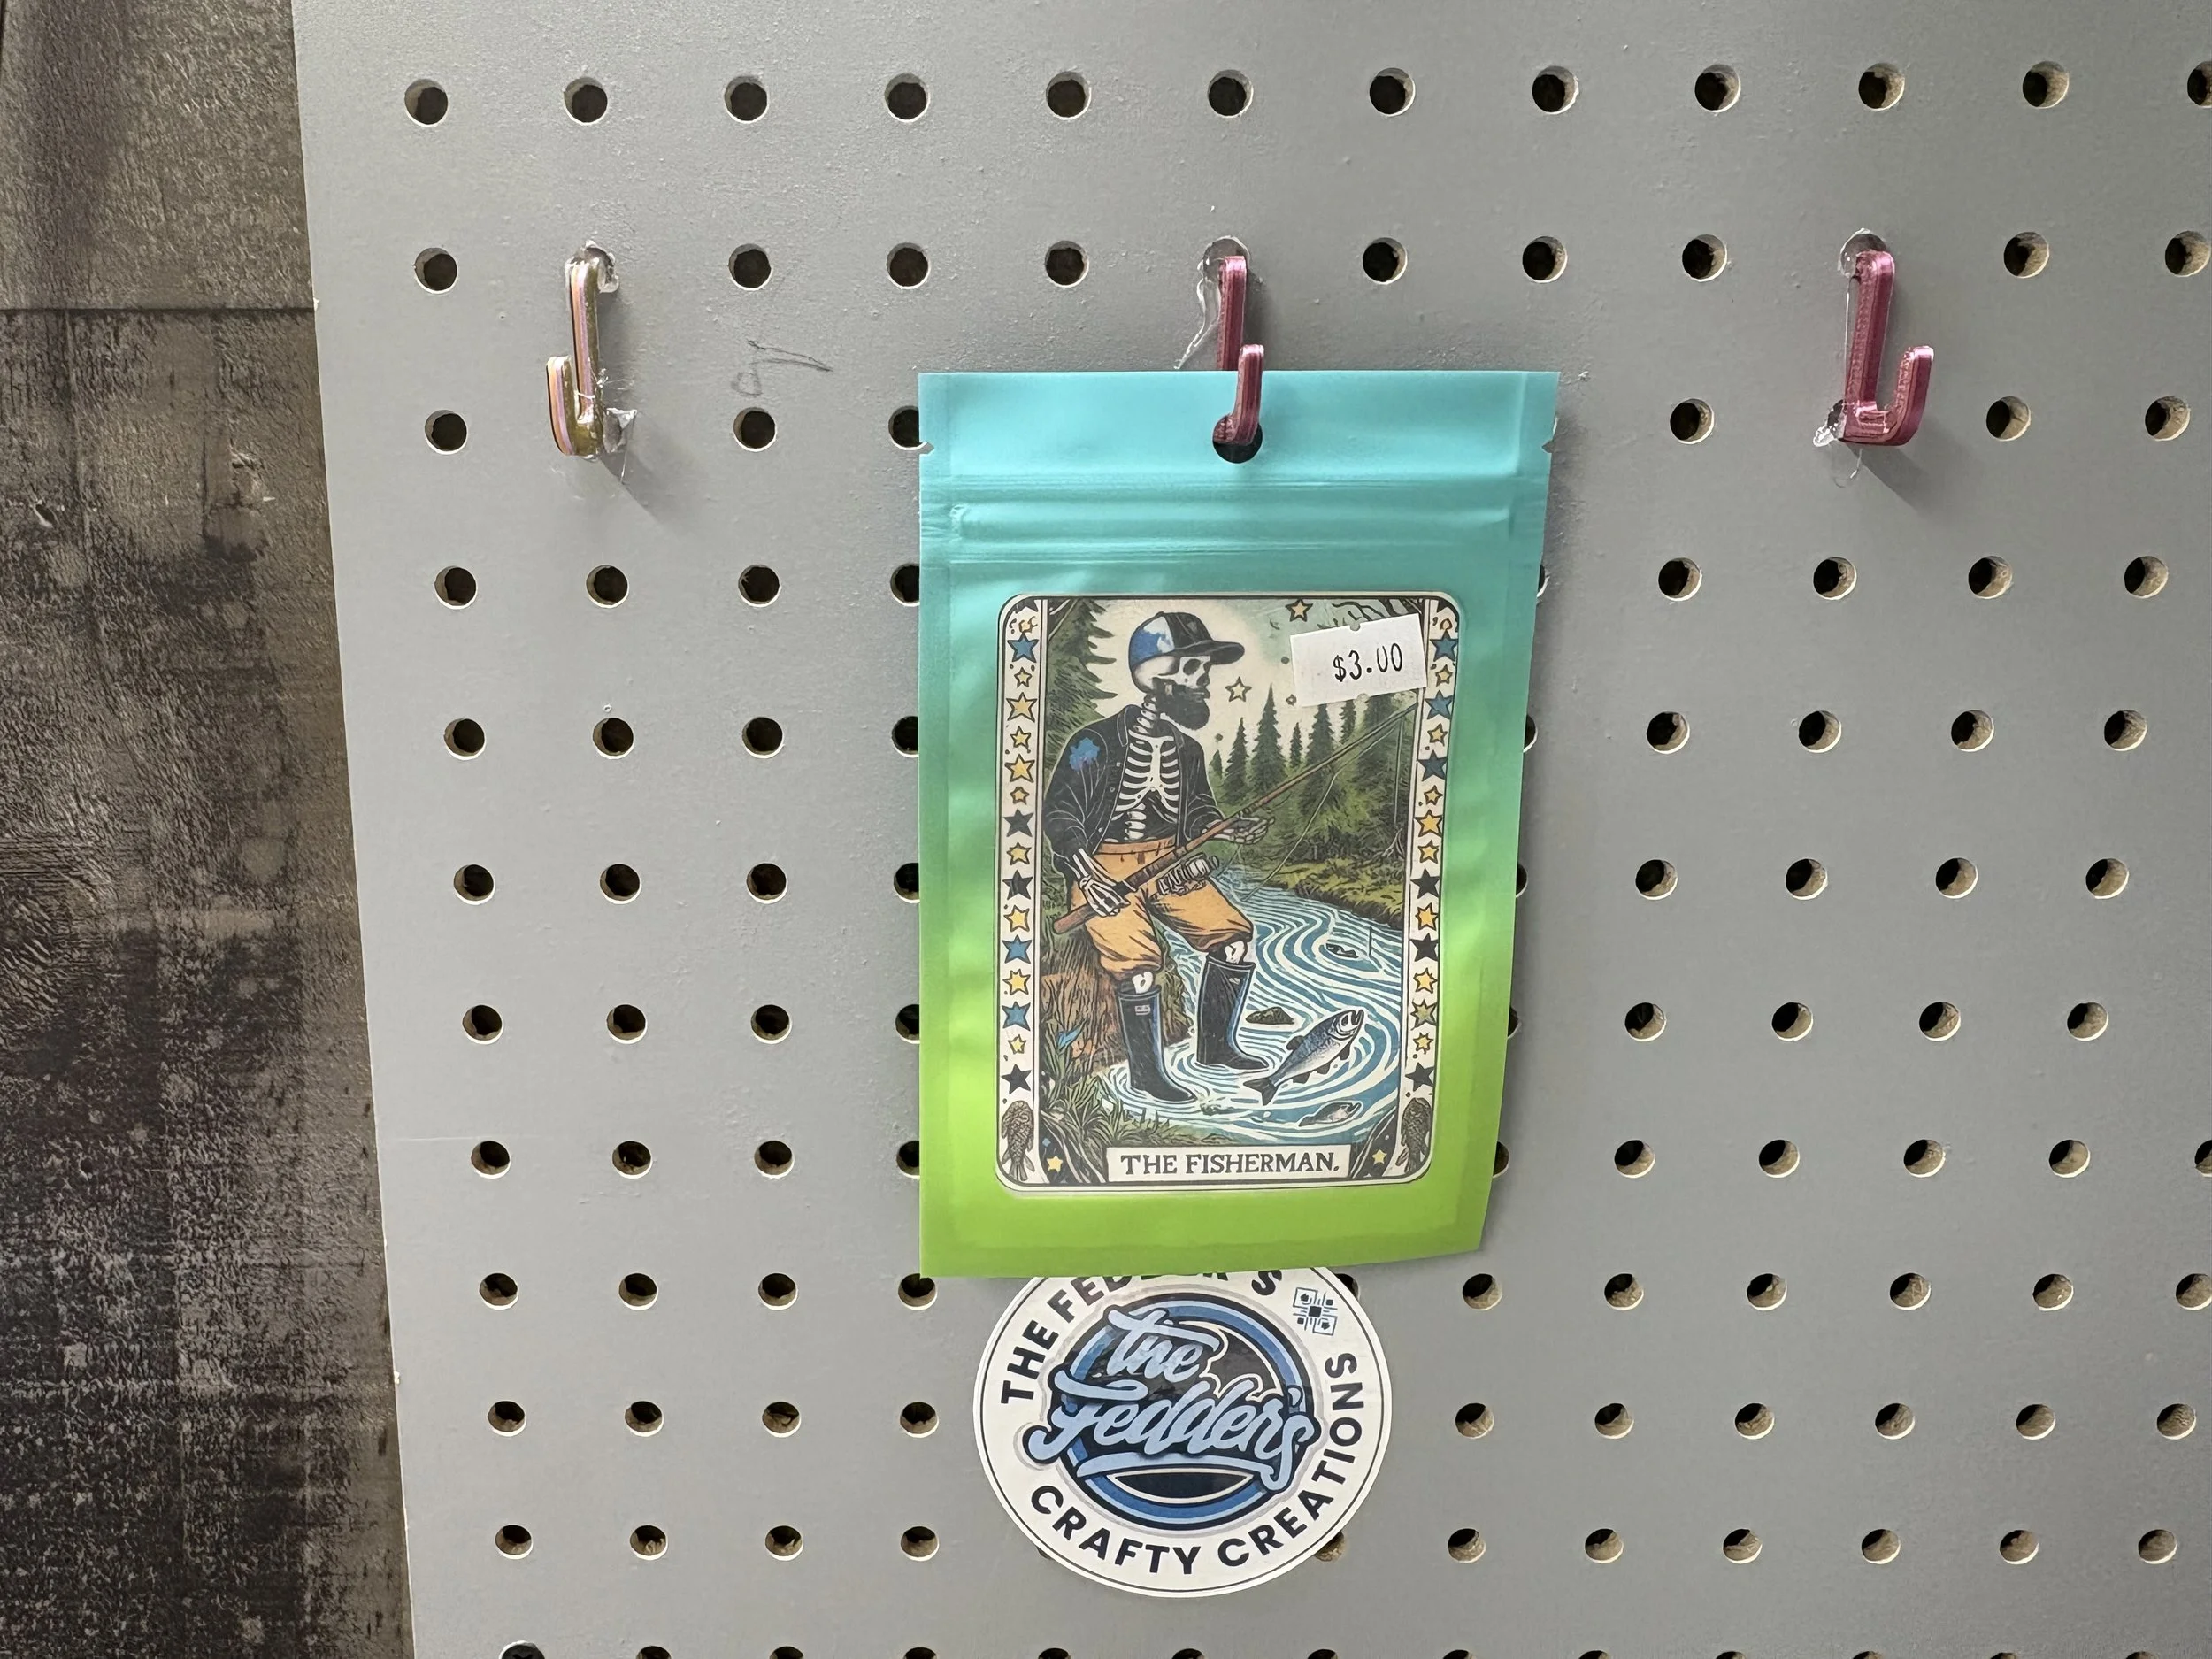 $3.00
THE FISHERMAN.
THE FEDDER'S
the
Fedder's
CRAFTY CREATIONS